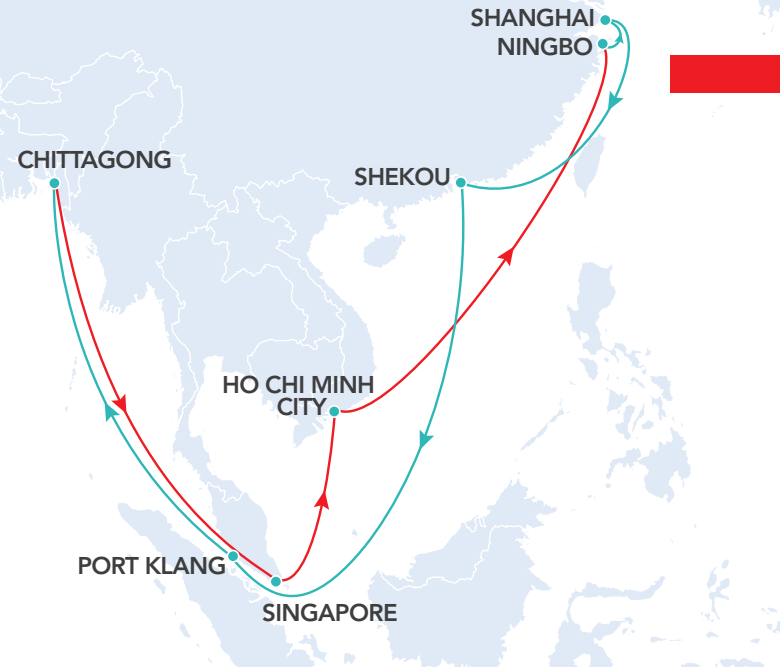 SHANGHAI
NINGBO
CHITTAGONG
SHEKOU
HO CHI MINH
CITY
PORT KLANG
SINGAPORE